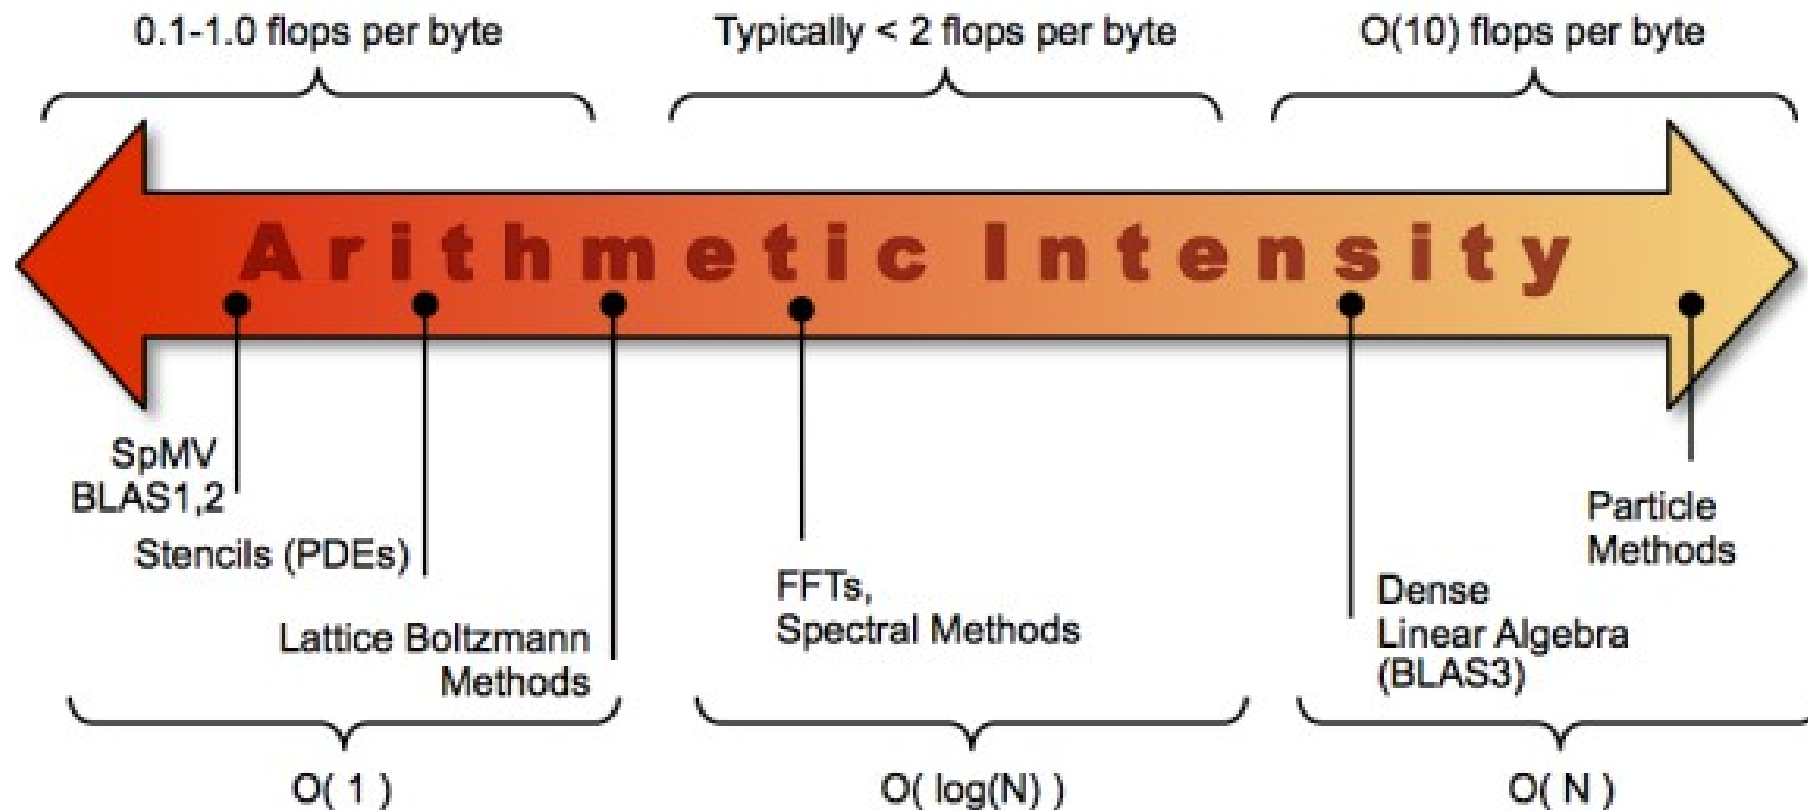 0.1-1.0 flops per byte
Typically < 2 flops per byte
O(10) flops per byte
Arithmetic Intensity
SpMV
BLAS1,2
Stencils (PDEs)
Lattice Boltzmann
Methods
FFTs,
Spectral Methods
Dense
Linear Algebra
(BLAS3)
Particle
Methods
O( 1 )
O( log(N) )
O( N )